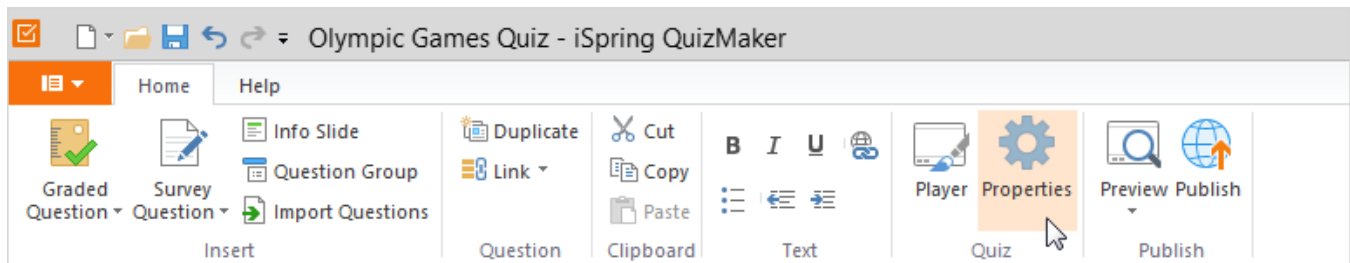 Olympic Games Quiz - iSpring QuizMaker
Home Help
Graded Question
Survey Question
Info Slide
Question Group
Import Questions
Insert
Duplicate
Link
Question
Cut
Copy
Paste
Clipboard
B I U
Text
Player
Properties
Quiz
Preview
Publish
Publish